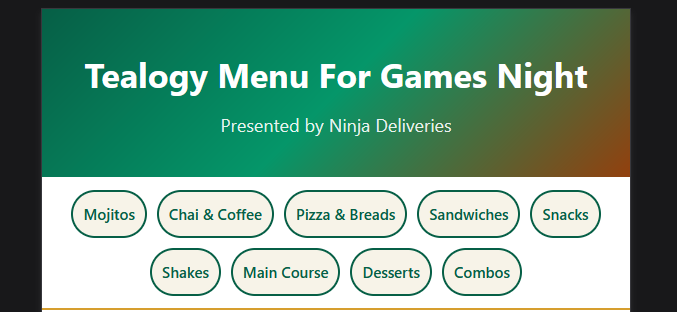 Tealogy Menu For Games Night
Presented by Ninja Deliveries
Mojitos Chai & Coffee Pizza & Breads Sandwiches Snacks
Shakes Main Course Desserts Combos